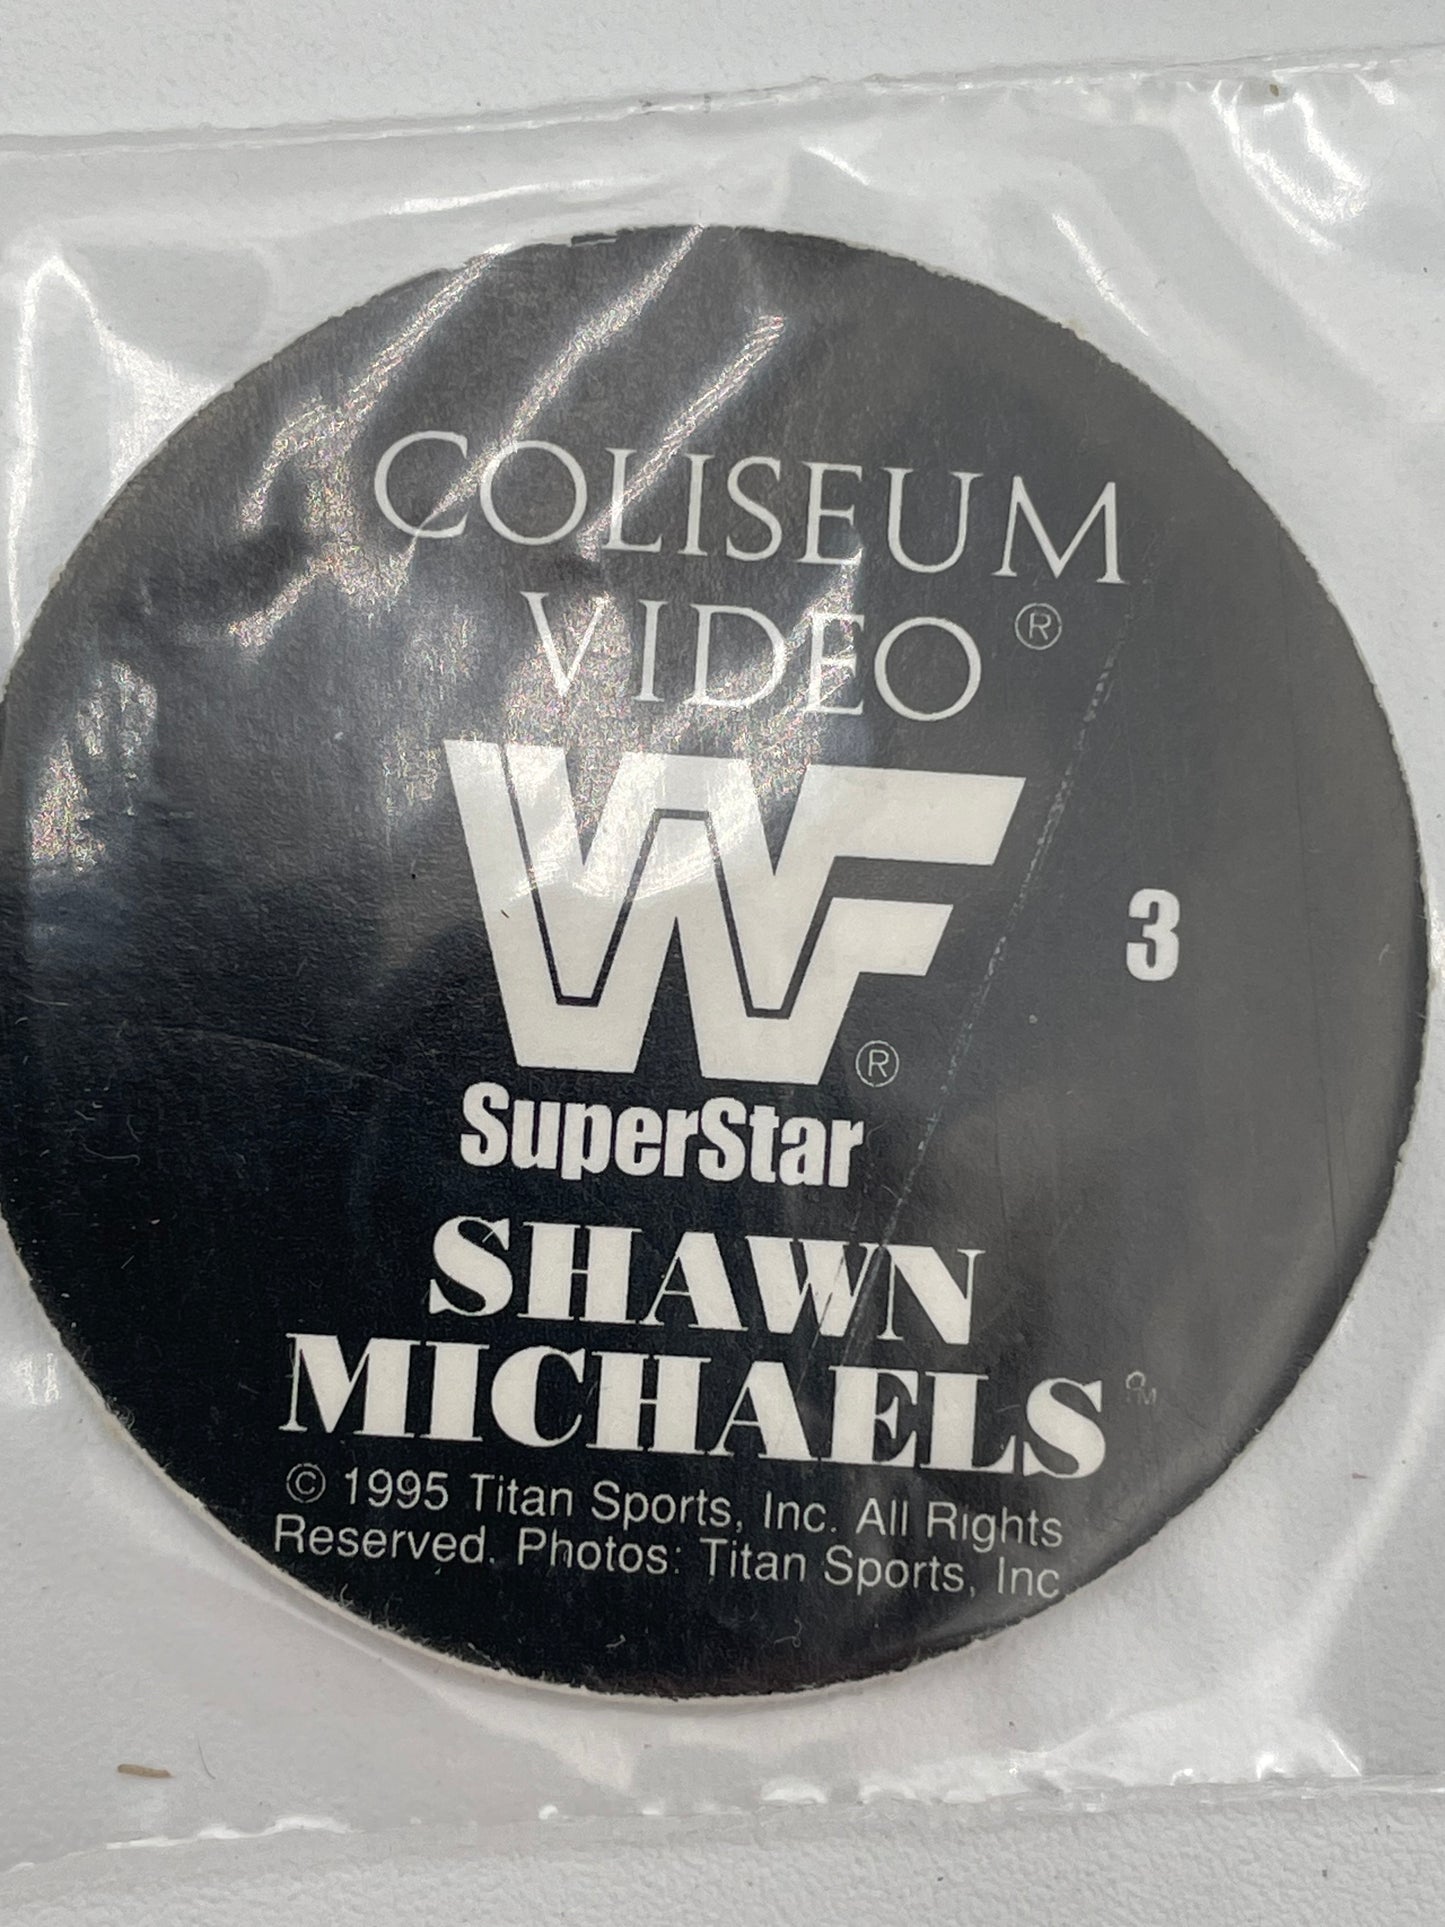 COLISEUM
VIDEO ®
WF ®
3
SuperStar
SHAWN
MICHAELS
© 1995 Titan Sports, Inc. All Rights
Reserved. Photos: Titan Sports, Inc